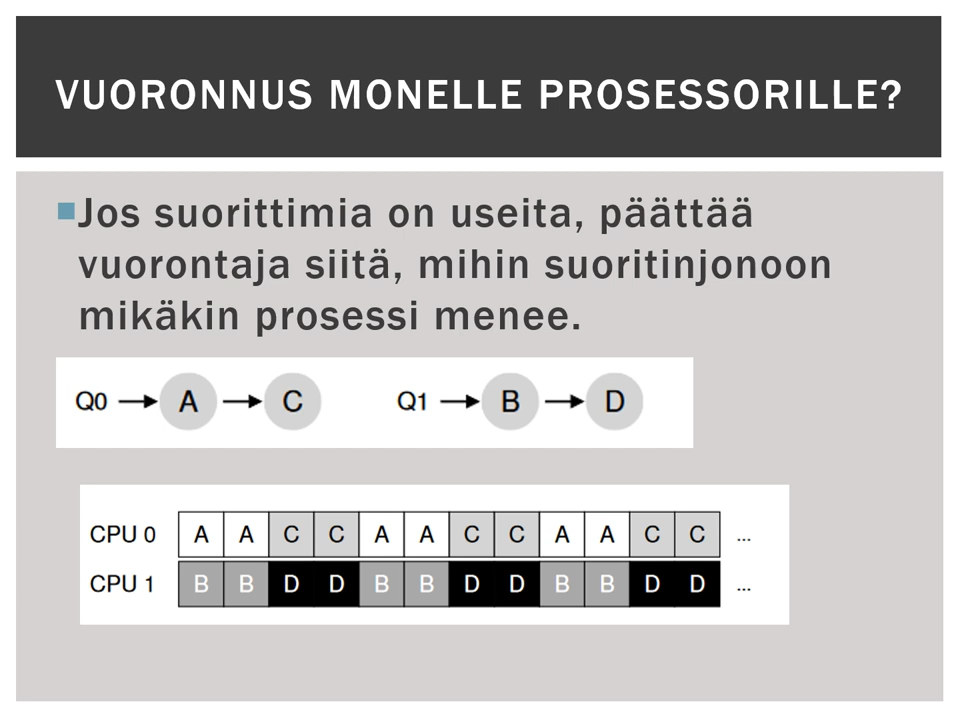 VUORONNUS MONELLE PROSESSORILLE?
Jos suorittimia on useita, päättää
vuorontaja siitä, mihin suoritinjonoon
mikäkin prosessi menee.
Q0 A C Q1 B D
CPU 0 A A C C A A C C A A C C ...
CPU 1 B B D D B B D D B B D D ...